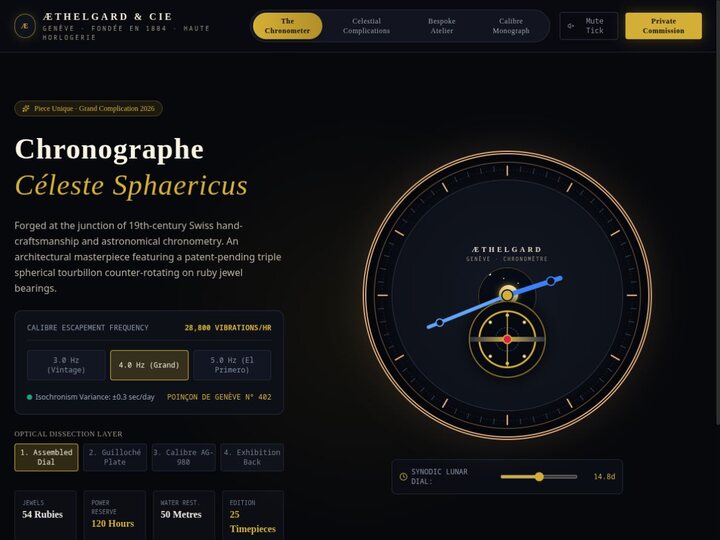 Æ
ÆTHELGARD & CIE
GENÈVE · FONDÉE EN 1884 · HAUTE
HORLOGERIE
The
Chronometer
Celestial
Complications
Bespoke
Atelier
Calibre
Monograph
Mute
Tick
Private
Commission
Piece Unique · Grand Complication 2026
Chronographe
Céleste Sphaericus
Forged at the junction of 19th-century Swiss hand-
craftsmanship and astronomical chronometry. An
architectural masterpiece featuring a patent-pending triple
spherical tourbillon counter-rotating on ruby jewel
bearings.
CALIBRE ESCAPEMENT FREQUENCY
28,800 VIBRATIONS/HR
3.0 Hz
(Vintage)
4.0 Hz (Grand)
5.0 Hz (El
Primero)
Isochronism Variance: ±0.3 sec/day
POINÇON DE GENÈVE N° 402
OPTICAL DISSECTION LAYER
1. Assembled
Dial
2. Guilloché
Plate
3. Calibre AG-
980
4. Exhibition
Back
JEWELS
54 Rubies
POWER
RESERVE
120 Hours
WATER REST.
50 Metres
EDITION
25
Timepieces
ÆTHELGARD
GENÈVE · CHRONOMÈTRE
SYNODIC LUNAR
DIAL:
14.8d